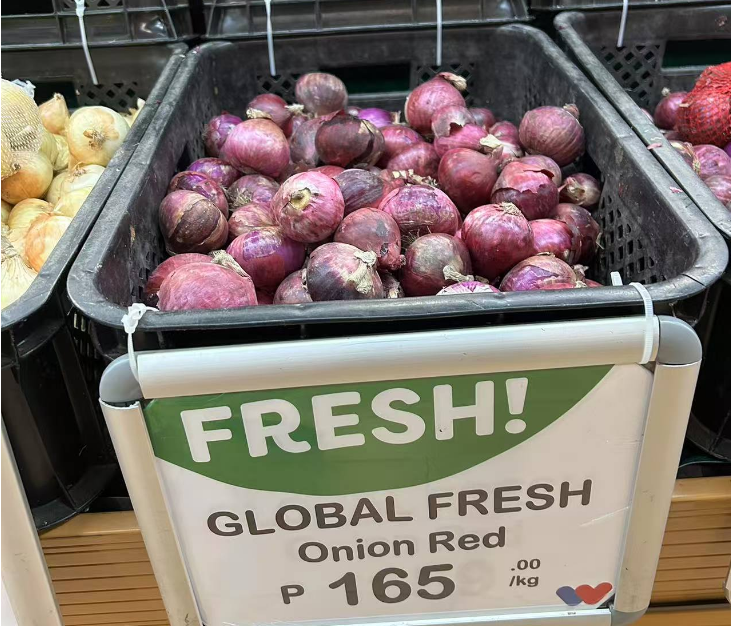 FRESH!
GLOBAL FRESH
Onion Red
P 165 .00
/kg